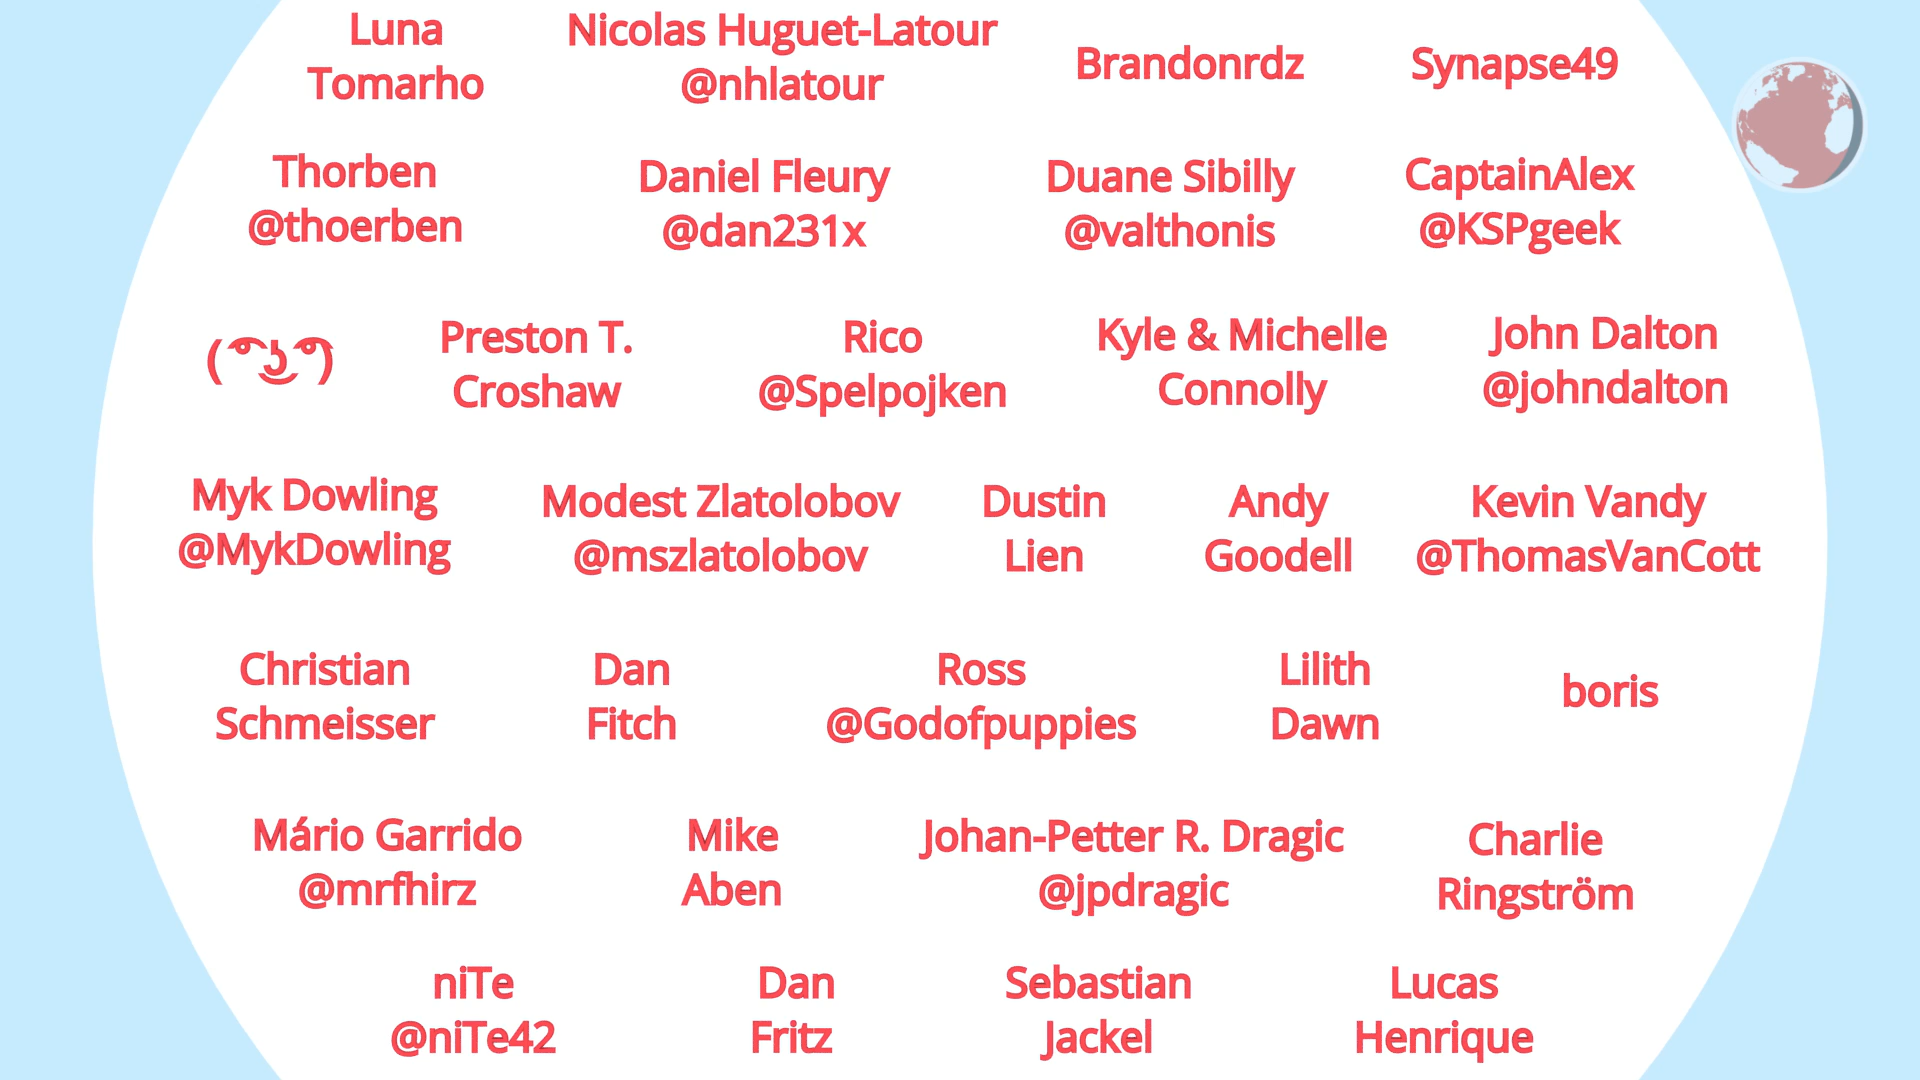 Luna
Tomarho
Nicolas Huguet-Latour
@nhlatour
Brandonrdz
Synapse49
Thorben
@thoerben
Daniel Fleury
@dan231x
Duane Sibilly
@valthonis
CaptainAlex
@KSPgeek
( ͡° ͜ʖ ͡°)
Preston T.
Croshaw
Rico
@Spelpojken
Kyle & Michelle
Connolly
John Dalton
@johndalton
Myk Dowling
@MykDowling
Modest Zlatolobov
@mszlatolobov
Dustin
Lien
Andy
Goodell
Kevin Vandy
@ThomasVanCott
Christian
Schmeisser
Dan
Fitch
Ross
@Godofpuppies
Lilith
Dawn
boris
Mário Garrido
@mrfhirz
Mike
Aben
Johan-Petter R. Dragic
@jpdragic
Charlie
Ringström
niTe
@niTe42
Dan
Fritz
Sebastian
Jackel
Lucas
Henrique